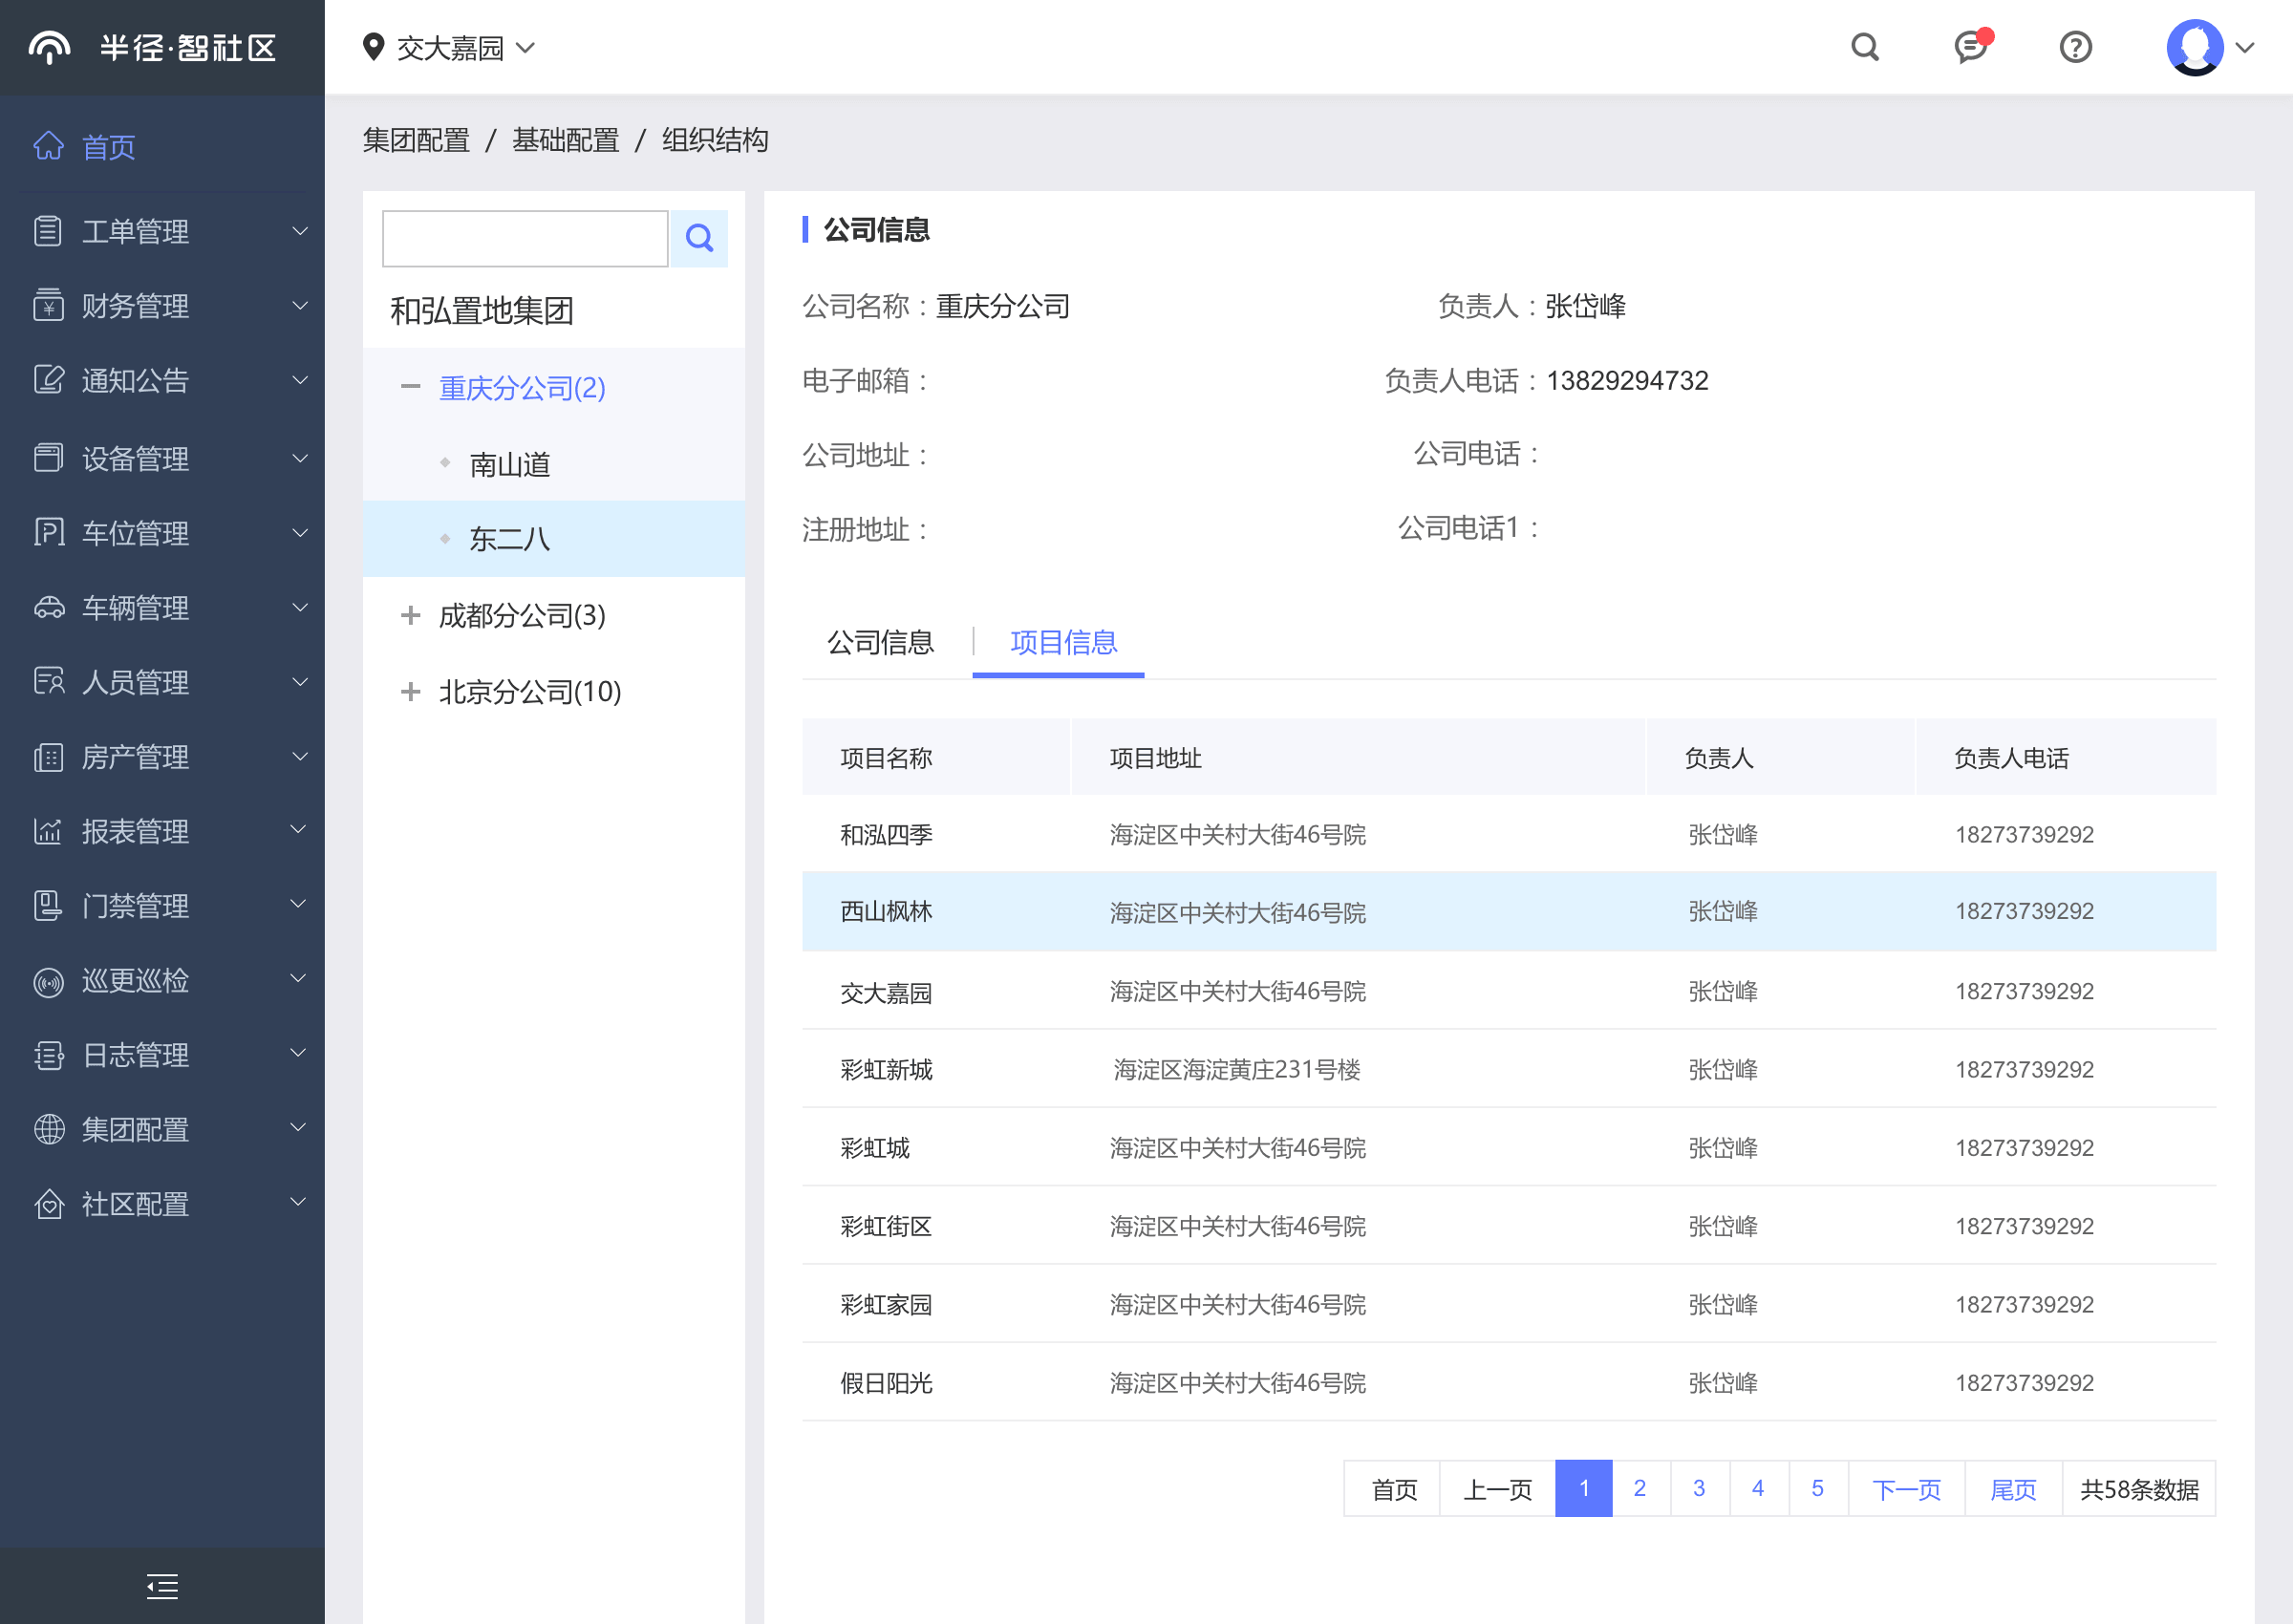 半径·智社区
交大嘉园
首页
工单管理
财务管理
通知公告
设备管理
车位管理
车辆管理
人员管理
房产管理
报表管理
门禁管理
巡更巡检
日志管理
集团配置
社区配置
集团配置 / 基础配置 / 组织结构
和弘置地集团
重庆分公司(2)
南山道
东二八
成都分公司(3)
北京分公司(10)
公司信息
公司名称：重庆分公司 负责人：张岱峰
电子邮箱： 负责人电话：13829294732
公司地址： 公司电话：
注册地址： 公司电话1：
公司信息 项目信息
项目名称 项目地址 负责人 负责人电话
和泓四季 海淀区中关村大街46号院 张岱峰 18273739292
西山枫林 海淀区中关村大街46号院 张岱峰 18273739292
交大嘉园 海淀区中关村大街46号院 张岱峰 18273739292
彩虹新城 海淀区海淀黄庄231号楼 张岱峰 18273739292
彩虹城 海淀区中关村大街46号院 张岱峰 18273739292
彩虹街区 海淀区中关村大街46号院 张岱峰 18273739292
彩虹家园 海淀区中关村大街46号院 张岱峰 18273739292
假日阳光 海淀区中关村大街46号院 张岱峰 18273739292
首页 上一页 1 2 3 4 5 下一页 尾页 共58条数据